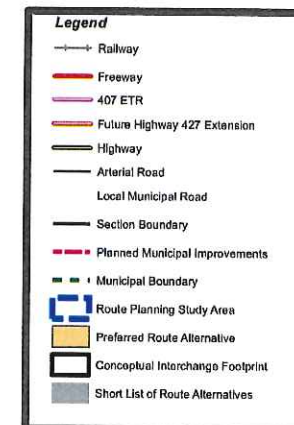 Legend
Railway
Freeway
407 ETR
Future Highway 427 Extension
Highway
Arterial Road
Local Municipal Road
Section Boundary
Planned Municipal Improvements
Municipal Boundary
Route Planning Study Area
Preferred Route Alternative
Conceptual Interchange Footprint
Short List of Route Alternatives